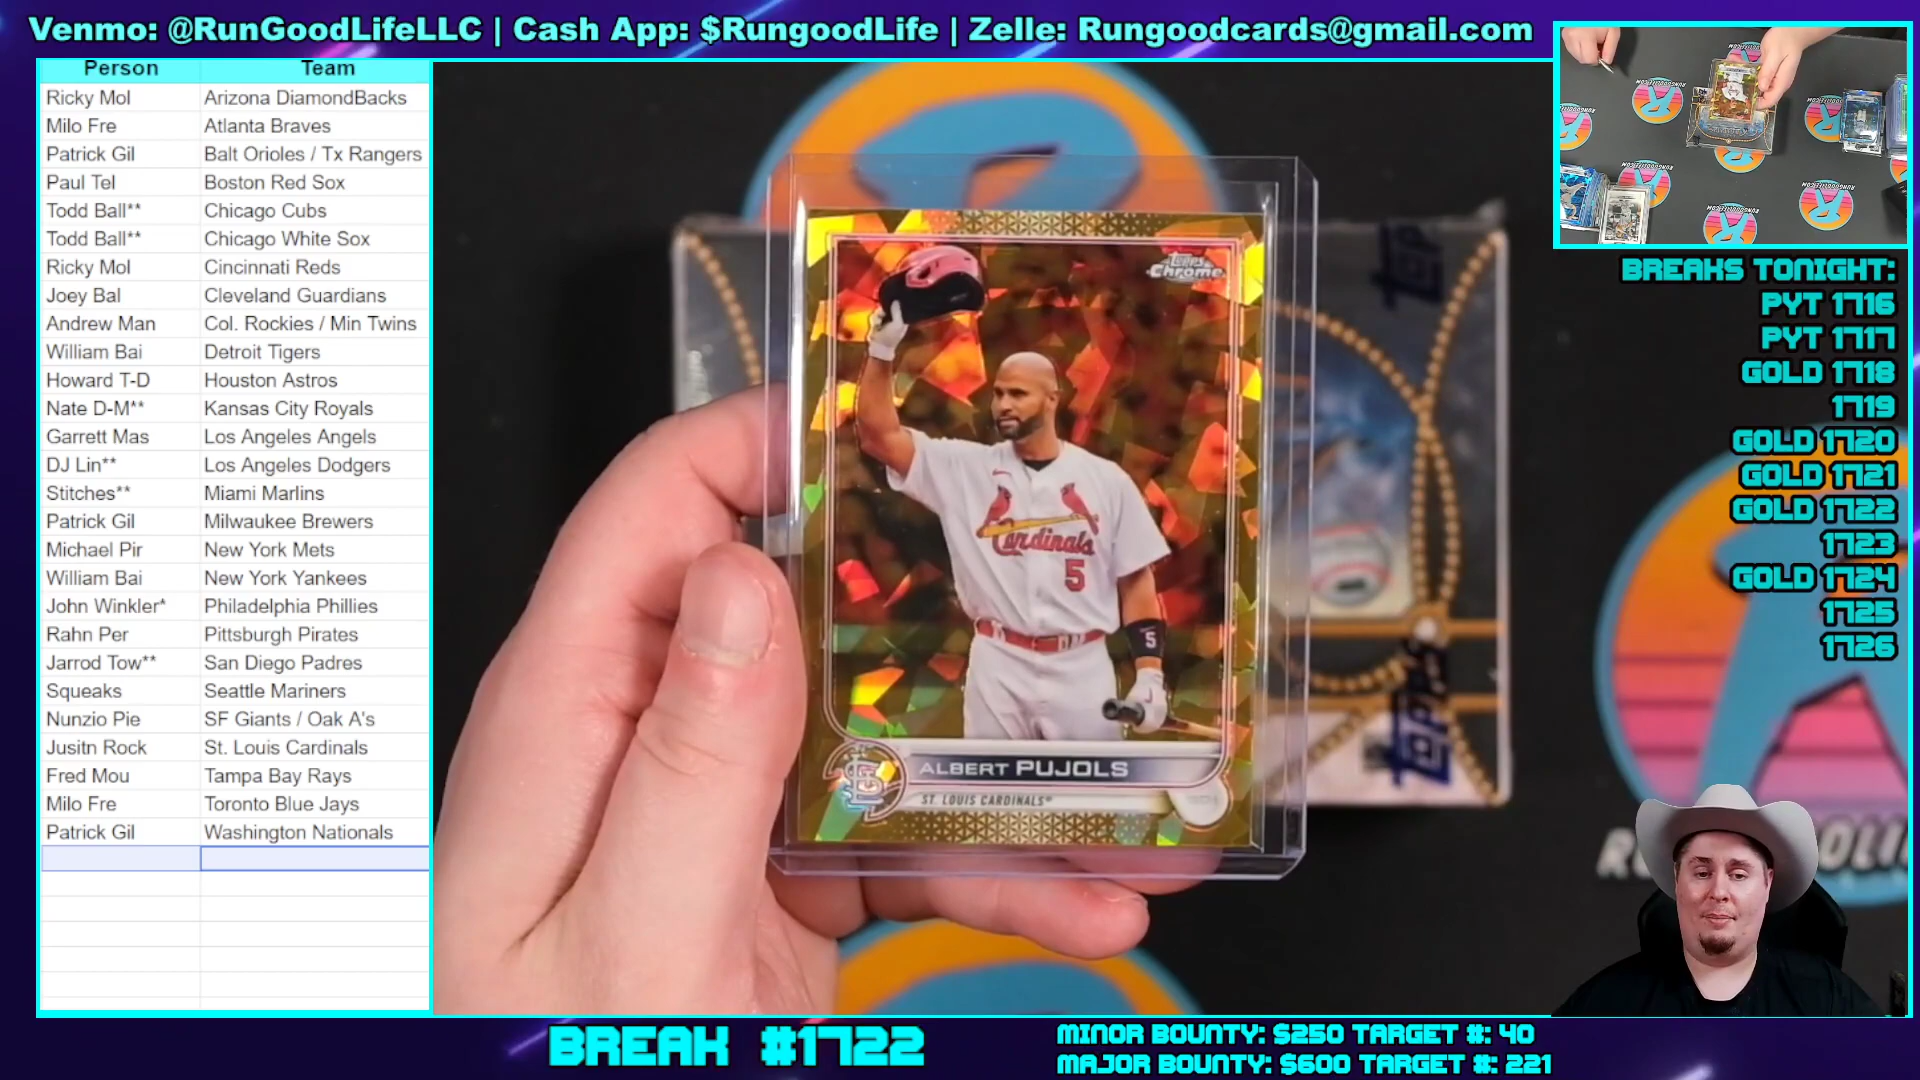 Venmo: @RunGoodLifeLLC | Cash App: $RungoodLife | Zelle: Rungoodcards@gmail.com
Person Team
Ricky Mol Arizona DiamondBacks
Milo Fre Atlanta Braves
Patrick Gil Balt Orioles / Tx Rangers
Paul Tel Boston Red Sox
Todd Ball** Chicago Cubs
Todd Ball** Chicago White Sox
Ricky Mol Cincinnati Reds
Joey Bal Cleveland Guardians
Andrew Man Col. Rockies / Min Twins
William Bai Detroit Tigers
Howard T-D Houston Astros
Nate D-M** Kansas City Royals
Garrett Mas Los Angeles Angels
DJ Lin** Los Angeles Dodgers
Stitches** Miami Marlins
Patrick Gil Milwaukee Brewers
Michael Pir New York Mets
William Bai New York Yankees
John Winkler* Philadelphia Phillies
Rahn Per Pittsburgh Pirates
Jarrod Tow** San Diego Padres
Squeaks Seattle Mariners
Nunzio Pie SF Giants / Oak A's
Jusitn Rock St. Louis Cardinals
Fred Mou Tampa Bay Rays
Milo Fre Toronto Blue Jays
Patrick Gil Washington Nationals
Topps
Chrome
Cardinals
5
5
ALBERT PUJOLS
ST. LOUIS CARDINALS®
TOPPS
BREAKS TONIGHT:
PYT 1716
PYT 1717
GOLD 1718
1719
GOLD 1720
GOLD 1721
GOLD 1722
1723
GOLD 1724
1725
1726
BREAK #1722
MINOR BOUNTY: $250 TARGET #: 40
MAJOR BOUNTY: $600 TARGET #: 221